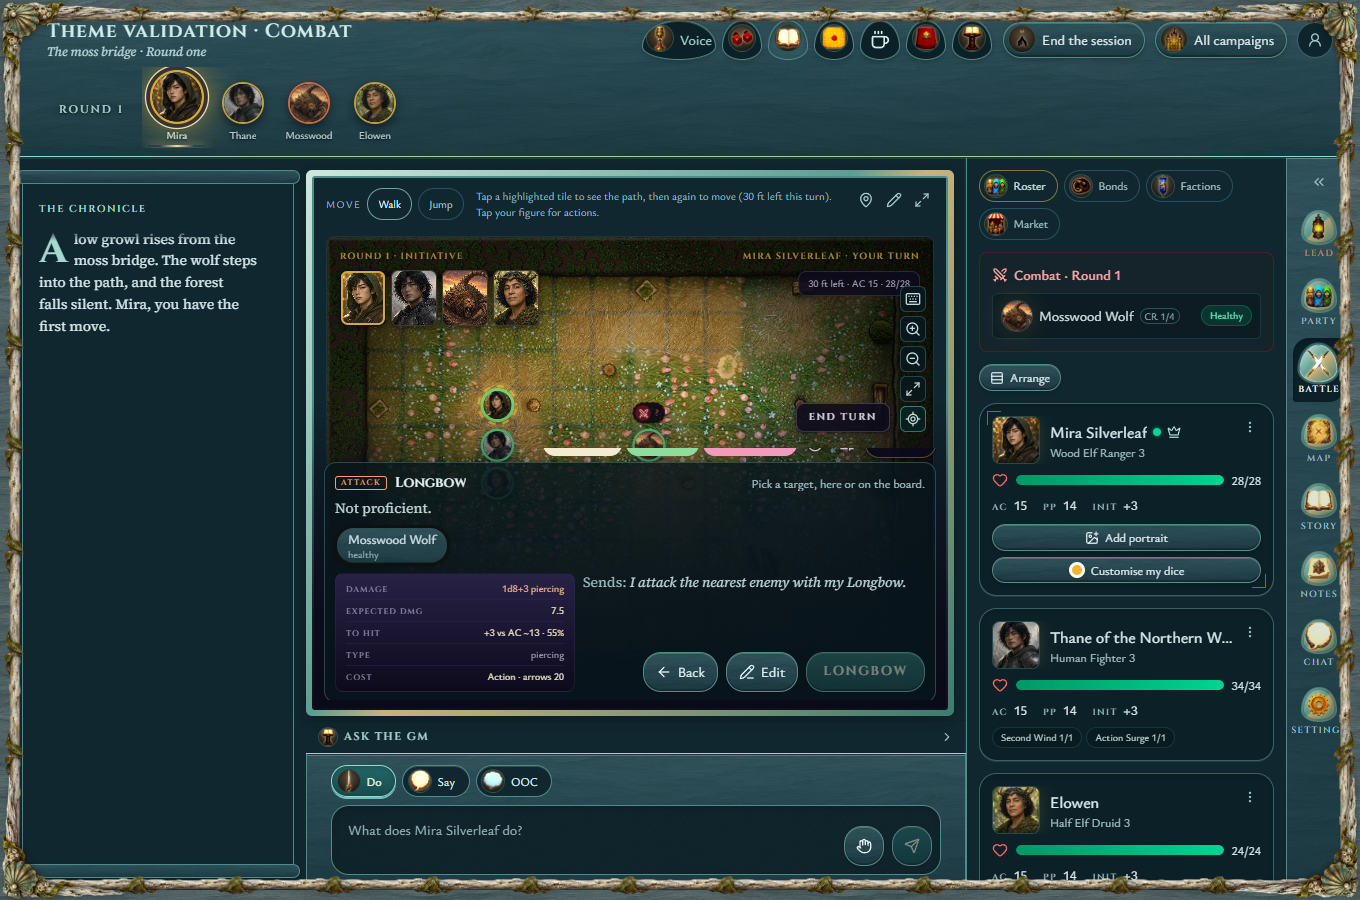 Theme validation · Combat
The moss bridge · Round one
Voice
End the session
All campaigns
ROUND 1
Mira
Thane
Mosswood
Elowen
THE CHRONICLE
A low growl rises from the
moss bridge. The wolf steps
into the path, and the forest
falls silent. Mira, you have the
first move.
MOVE
Walk
Jump
Tap a highlighted tile to see the path, then again to move (30 ft left this turn).
Tap your figure for actions.
ROUND 1 · INITIATIVE
MIRA SILVERLEAF · YOUR TURN
30 ft left · AC 15 · 28/28
END TURN
ATTACK
Longbow
Pick a target, here or on the board.
Not proficient.
Mosswood Wolf
healthy
DAMAGE 1d8+3 piercing
EXPECTED DMG 7.5
TO HIT +3 vs AC ~13 · 55%
TYPE piercing
COST Action · arrows 20
Sends: I attack the nearest enemy with my Longbow.
Back
Edit
LONGBOW
ASK THE GM
Do
Say
OOC
What does Mira Silverleaf do?
Roster
Bonds
Factions
Market
Combat · Round 1
Mosswood Wolf
CR 1/4
Healthy
Arrange
Mira Silverleaf
Wood Elf Ranger 3
28/28
AC 15 PP 14 INIT +3
Add portrait
Customise my dice
Thane of the Northern W...
Human Fighter 3
34/34
AC 15 PP 14 INIT +3
Second Wind 1/1
Action Surge 1/1
Elowen
Half Elf Druid 3
24/24
AC 15 PP 14 INIT +3
LEAD
PARTY
BATTLE
MAP
STORY
NOTES
CHAT
SETTING